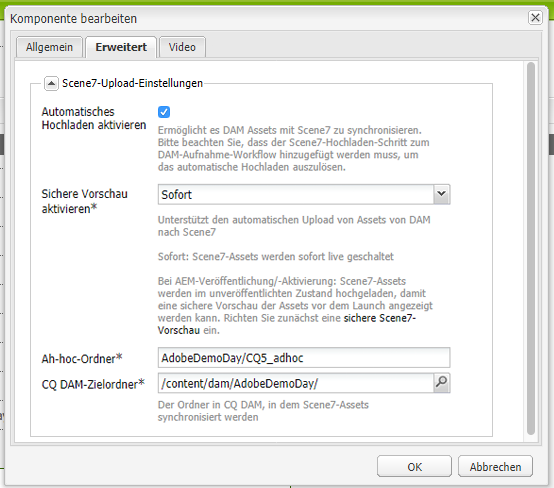 Komponente bearbeiten
Allgemein
Erweitert
Video
Scene7-Upload-Einstellungen
Automatisches
Hochladen aktivieren
Ermöglicht es DAM Assets mit Scene7 zu synchronisieren.
Bitte beachten Sie, dass der Scene7-Hochladen-Schritt zum
DAM-Aufnahme-Workflow hinzugefügt werden muss, um
das automatische Hochladen auszulösen.
Sichere Vorschau
aktivieren*
Sofort
Unterstützt den automatischen Upload von Assets von DAM
nach Scene7
Sofort: Scene7-Assets werden sofort live geschaltet
Bei AEM-Veröffentlichung/-Aktivierung: Scene7-Assets
werden im unveröffentlichten Zustand hochgeladen, damit
eine sichere Vorschau der Assets vor dem Launch angezeigt
werden kann. Richten Sie zunächst eine sichere Scene7-
Vorschau ein.
Ah-hoc-Ordner*
AdobeDemoDay/CQ5_adhoc
CQ DAM-Zielordner*
/content/dam/AdobeDemoDay/
Der Ordner in CQ DAM, in dem Scene7-Assets
synchronisiert werden
OK
Abbrechen